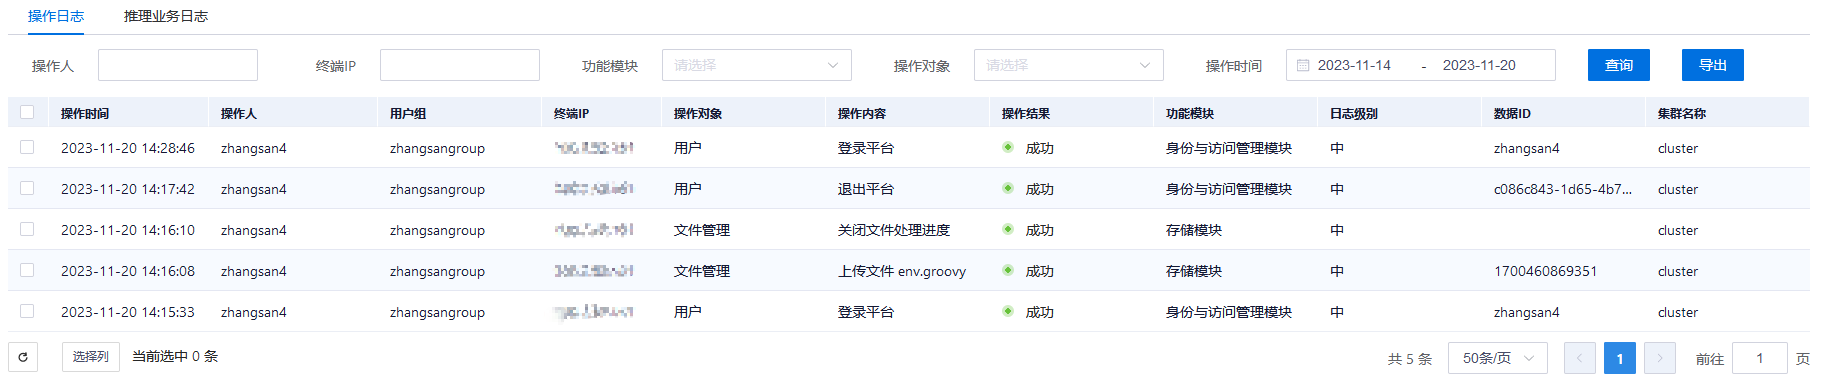 操作日志 推理业务日志
操作人 终端IP 功能模块 请选择 操作对象 请选择 操作时间 2023-11-14 - 2023-11-20 查询 导出
操作时间 操作人 用户组 终端IP 操作对象 操作内容 操作结果 功能模块 日志级别 数据ID 集群名称
2023-11-20 14:28:46 zhangsan4 zhangsangroup 用户 登录平台 成功 身份与访问管理模块 中 zhangsan4 cluster
2023-11-20 14:17:42 zhangsan4 zhangsangroup 用户 退出平台 成功 身份与访问管理模块 中 c086c843-1d65-4b7... cluster
2023-11-20 14:16:10 zhangsan4 zhangsangroup 文件管理 关闭文件处理进度 成功 存储模块 中 cluster
2023-11-20 14:16:08 zhangsan4 zhangsangroup 文件管理 上传文件 env.groovy 成功 存储模块 中 1700460869351 cluster
2023-11-20 14:15:33 zhangsan4 zhangsangroup 用户 登录平台 成功 身份与访问管理模块 中 zhangsan4 cluster
选择列 当前选中 0 条 共 5 条 50条/页 1 前往 1 页